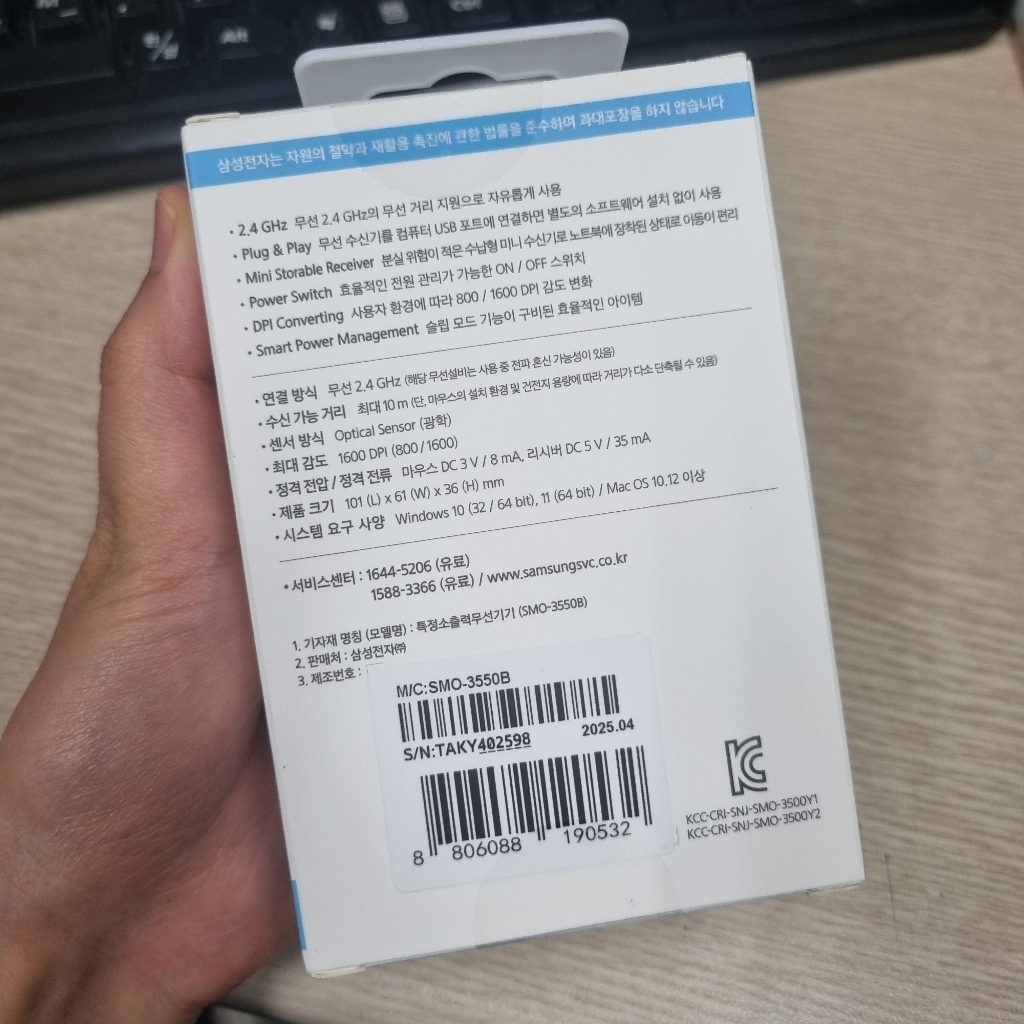 Alt
삼성전자는 자원의 절약과 재활용 촉진에 관한 법률을 준수하며 과대포장을 하지 않습니다
• 2.4 GHz 무선 2.4 GHz의 무선 거리 지원으로 자유롭게 사용
• Plug & Play 무선 수신기를 컴퓨터 USB 포트에 연결하면 별도의 소프트웨어 설치 없이 사용
• Mini Storable Receiver 분실 위험이 적은 수납형 미니 수신기로 노트북에 장착된 상태로 이동이 편리
• Power Switch 효율적인 전원 관리가 가능한 ON / OFF 스위치
• DPI Converting 사용자 환경에 따라 800 / 1600 DPI 감도 변화
• Smart Power Management 슬립 모드 기능이 구비된 효율적인 아이템
• 연결 방식 무선 2.4 GHz (해당 무선설비는 사용 중 전파 혼신 가능성이 있음)
• 수신 가능 거리 최대 10 m (단, 마우스의 설치 환경 및 건전지 용량에 따라 거리가 다소 단축될 수 있음)
• 센서 방식 Optical Sensor (광학)
• 최대 감도 1600 DPI (800/1600)
• 정격 전압 / 정격 전류 마우스 DC 3 V / 8 mA, 리시버 DC 5 V / 35 mA
• 제품 크기 101 (L) x 61 (W) x 36 (H) mm
• 시스템 요구 사양 Windows 10 (32 / 64 bit), 11 (64 bit) / Mac OS 10.12 이상
• 서비스센터 : 1644-5206 (유료)
1588-3366 (유료) / www.samsungsvc.co.kr
1. 기자재 명칭 (모델명) : 특정소출력무선기기 (SMO-3550B)
2. 판매처 : 삼성전자㈜
3. 제조번호 :
M/C:SMO-3550B
S/N:TAKY402598 2025.04
8 806088 190532
KCC-CRI-SNJ-SMO-3500Y1
KCC-CRI-SNJ-SMO-3500Y2